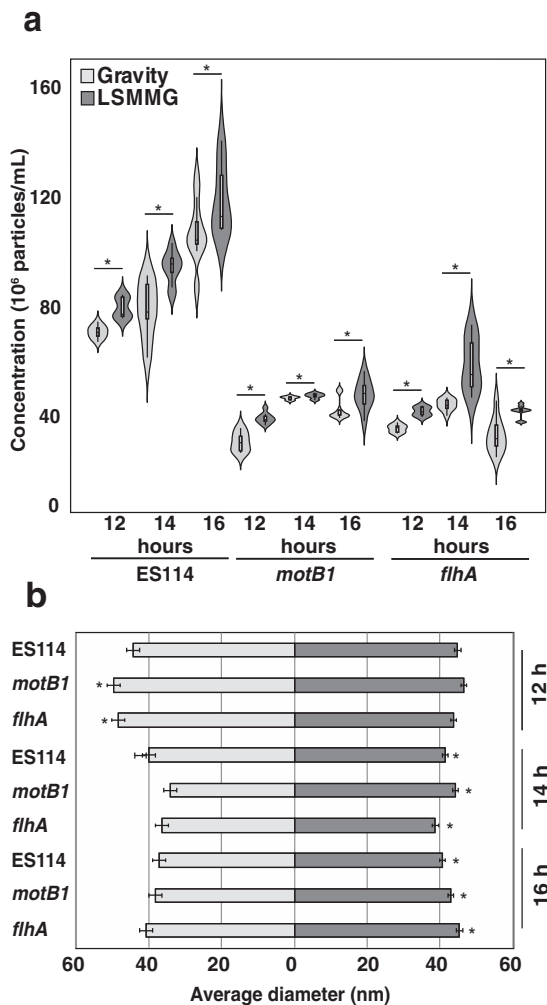 a
Gravity
LSMMG
Concentration (10⁶ particles/mL)
160
120
80
40
0
* * * * * * * * *
12 14 16 12 14 16 12 14 16
hours hours hours
ES114 motB1 flhA
b
ES114
* motB1
* flhA
12 h
ES114 *
motB1 *
flhA *
14 h
ES114 *
motB1 *
flhA *
16 h
60 40 20 0 20 40 60
Average diameter (nm)